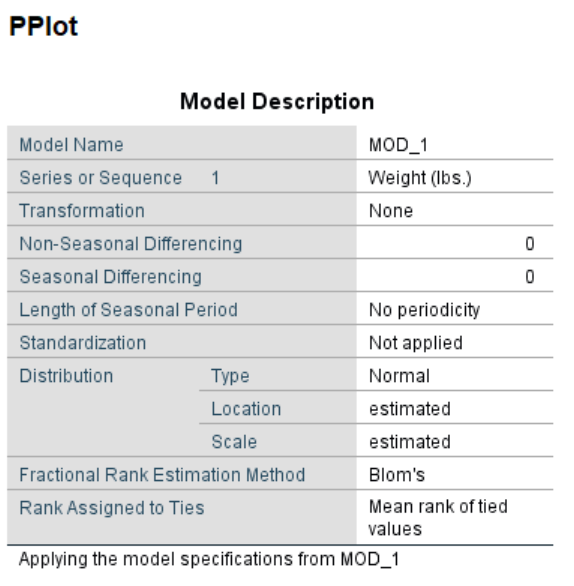 PPlot
Model Description
Model Name MOD_1
Series or Sequence 1 Weight (lbs.)
Transformation None
Non-Seasonal Differencing 0
Seasonal Differencing 0
Length of Seasonal Period No periodicity
Standardization Not applied
Distribution Type Normal
Location estimated
Scale estimated
Fractional Rank Estimation Method Blom's
Rank Assigned to Ties Mean rank of tied
values
Applying the model specifications from MOD_1